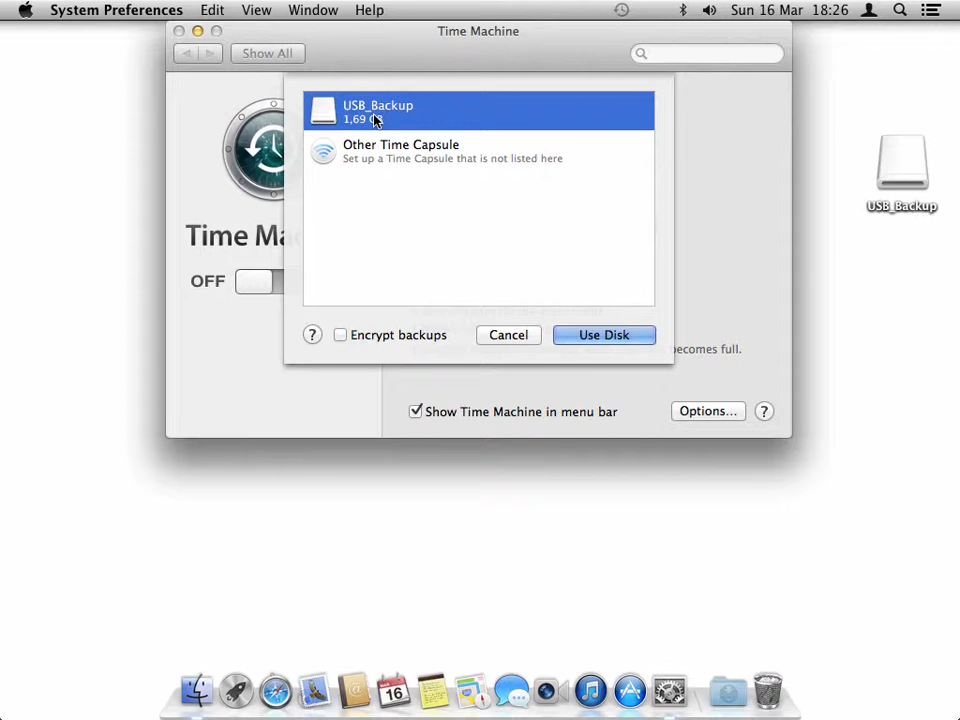 System Preferences Edit View Window Help Sun 16 Mar 18:26
Time Machine
Show All
USB_Backup
1,69
Other Time Capsule
Set up a Time Capsule that is not listed here
USB_Backup
Time Ma
OFF
? Encrypt backups Cancel Use Disk
becomes full.
Show Time Machine in menu bar Options... ?
16